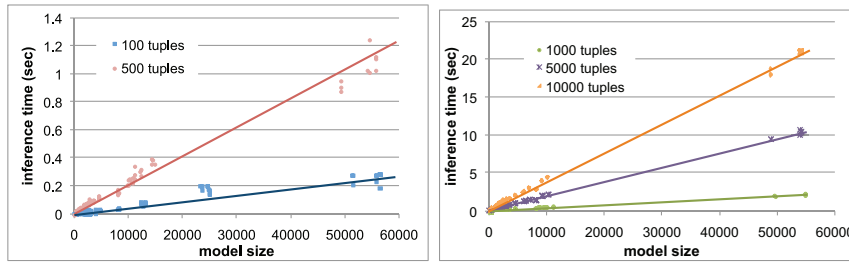 1.4
1.2
1
0.8
0.6
0.4
0.2
0
inference time (sec)
100 tuples
500 tuples
0 10000 20000 30000 40000 50000 60000
model size
25
20
15
10
5
0
inference time (sec)
1000 tuples
5000 tuples
10000 tuples
0 10000 20000 30000 40000 50000 60000
model size